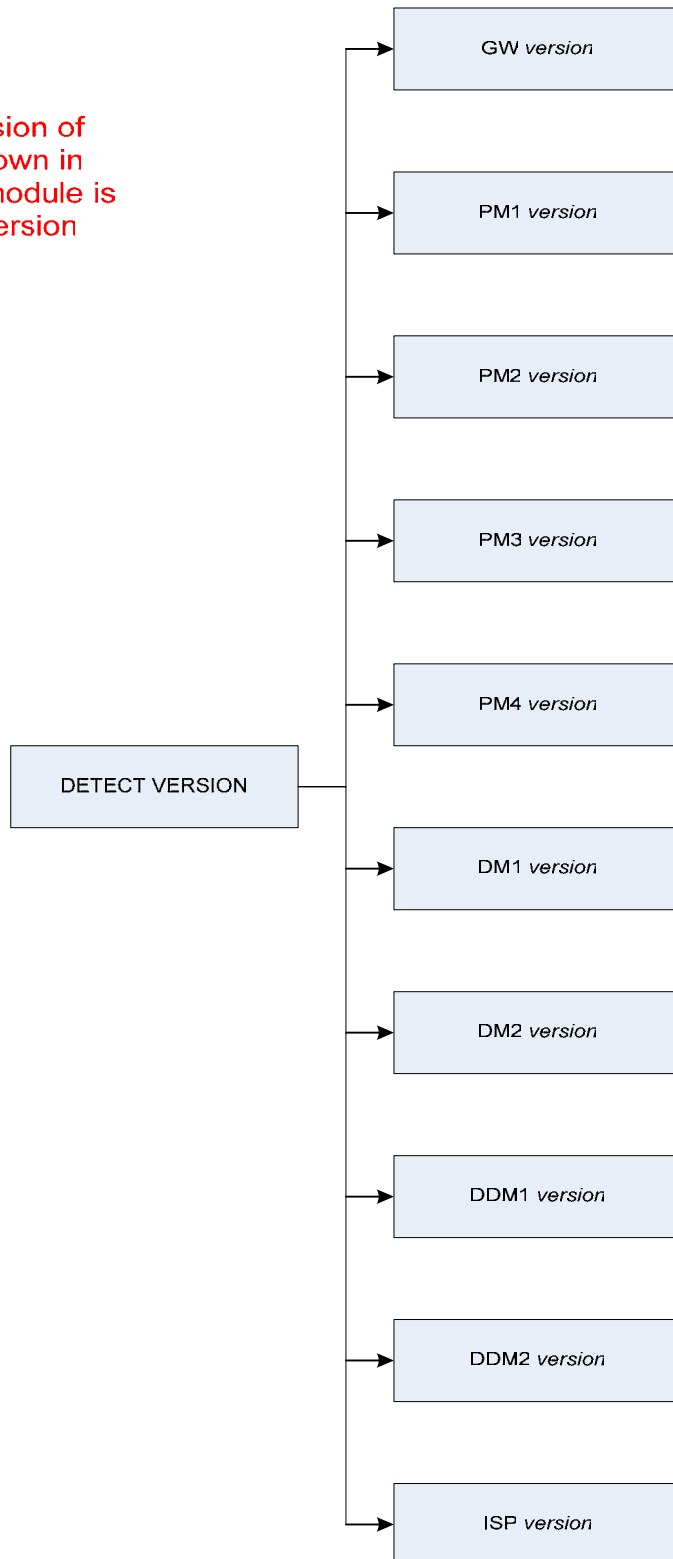 GW version
sion of
own in
nodule is
ersion
PM1 version
PM2 version
PM3 version
PM4 version
DETECT VERSION
DM1 version
DM2 version
DDM1 version
DDM2 version
ISP version